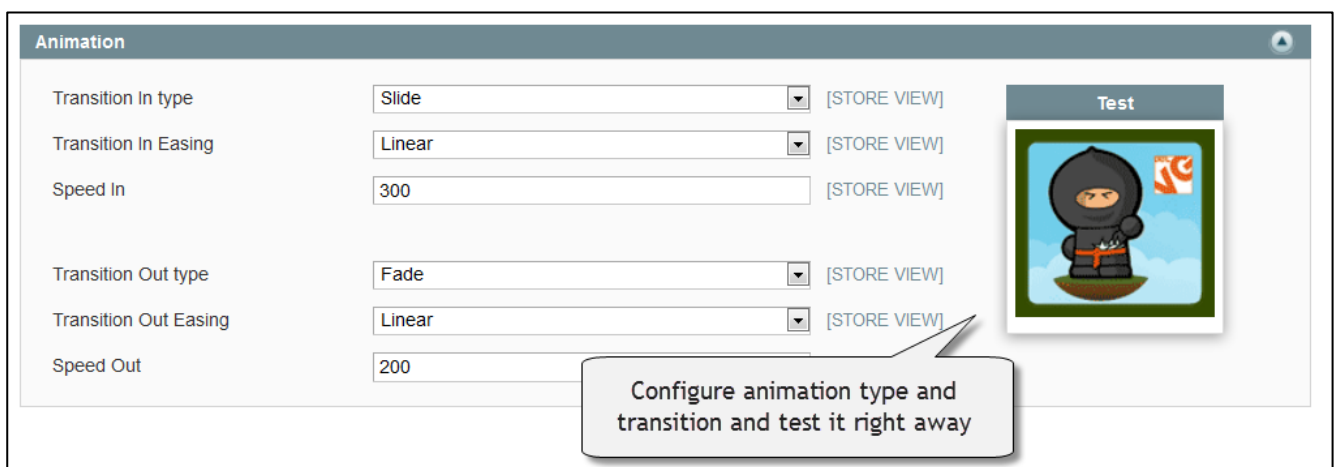 Animation
Transition In type Slide [STORE VIEW]
Transition In Easing Linear [STORE VIEW]
Speed In 300 [STORE VIEW]
Transition Out type Fade [STORE VIEW]
Transition Out Easing Linear [STORE VIEW]
Speed Out 200
Test
Configure animation type and
transition and test it right away